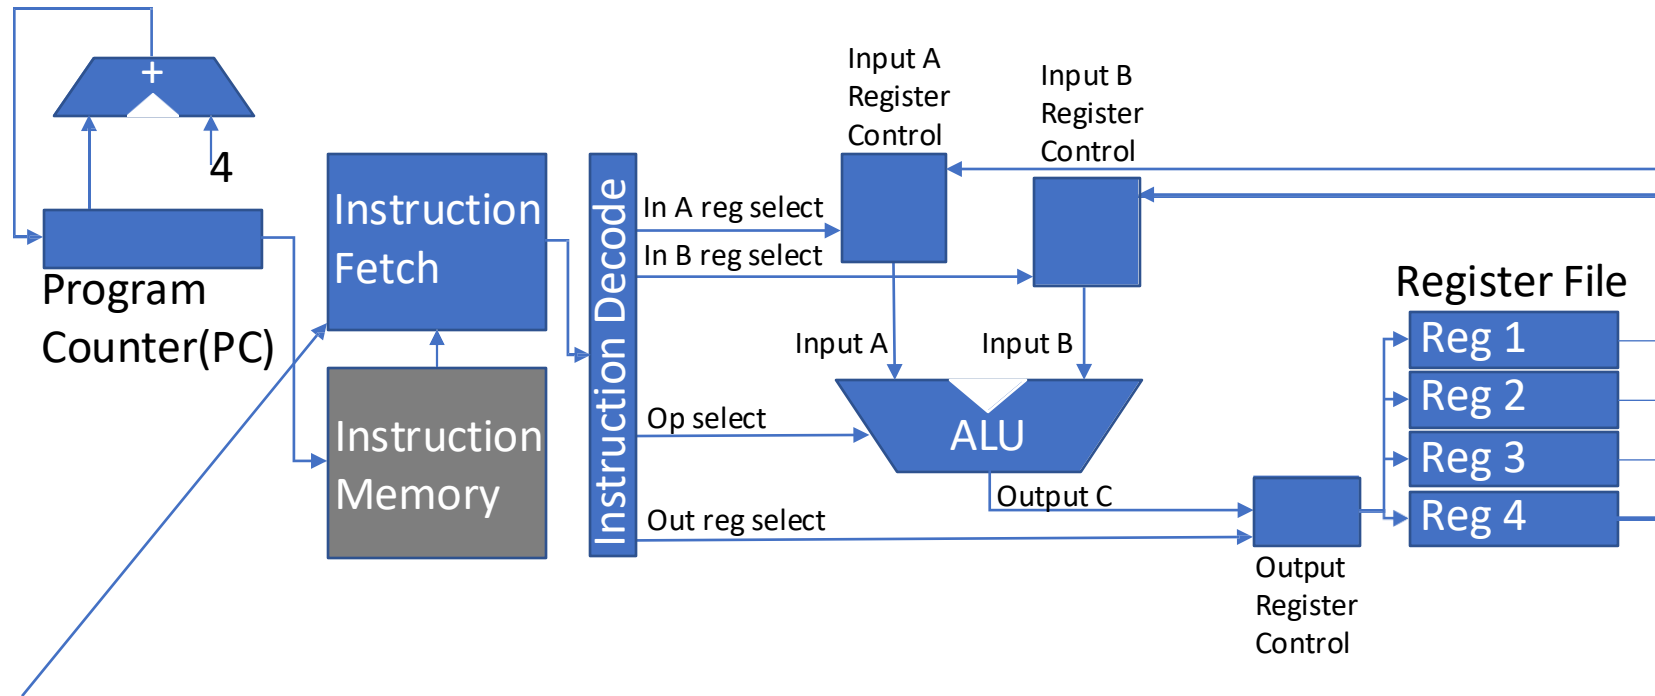 +
4
Program
Counter(PC)
Instruction
Fetch
Instruction
Memory
Instruction Decode
In A reg select
In B reg select
Op select
Out reg select
Input A
Register
Control
Input B
Register
Control
Input A
Input B
ALU
Output C
Output
Register
Control
Register File
Reg 1
Reg 2
Reg 3
Reg 4